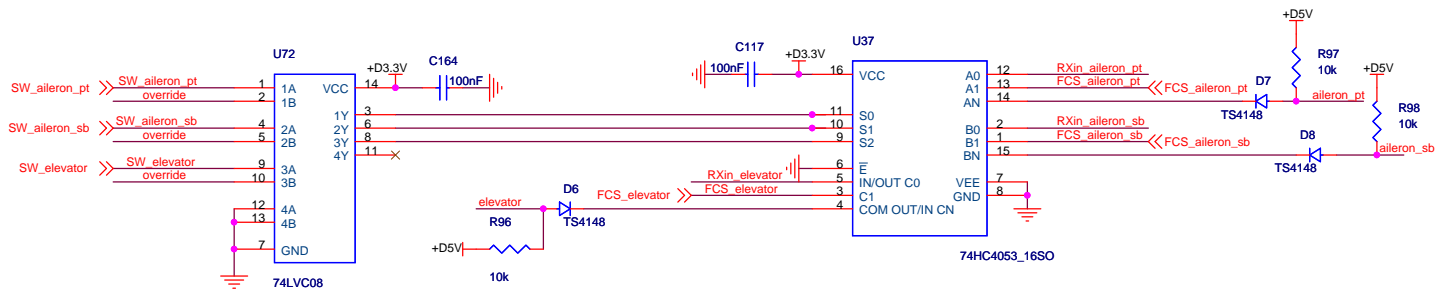 U72
SW_aileron_pt SW_aileron_pt 1 1A VCC 14 +D3.3V C164 100nF
override 2 1B
1Y 3
SW_aileron_sb SW_aileron_sb 4 2A 2Y 6
override 5 2B 3Y 8
4Y 11
SW_elevator SW_elevator 9 3A
override 10 3B
12 4A
13 4B
7 GND
74LVC08
elevator D6 TS4148
R96
+D5V
10k
C117 100nF +D3.3V
U37
16 VCC A0 12 RXin_aileron_pt
A1 13 FCS_aileron_pt FCS_aileron_pt
AN 14
11 S0
10 S1 B0 2 RXin_aileron_sb
9 S2 B1 1 FCS_aileron_sb FCS_aileron_sb
BN 15
6 E
RXin_elevator 5 IN/OUT C0 VEE 7
FCS_elevator FCS_elevator 3 C1 GND 8
4 COM OUT/IN CN
74HC4053_16SO
+D5V
R97
10k
D7
TS4148
aileron_pt
+D5V
R98
10k
D8
TS4148
aileron_sb